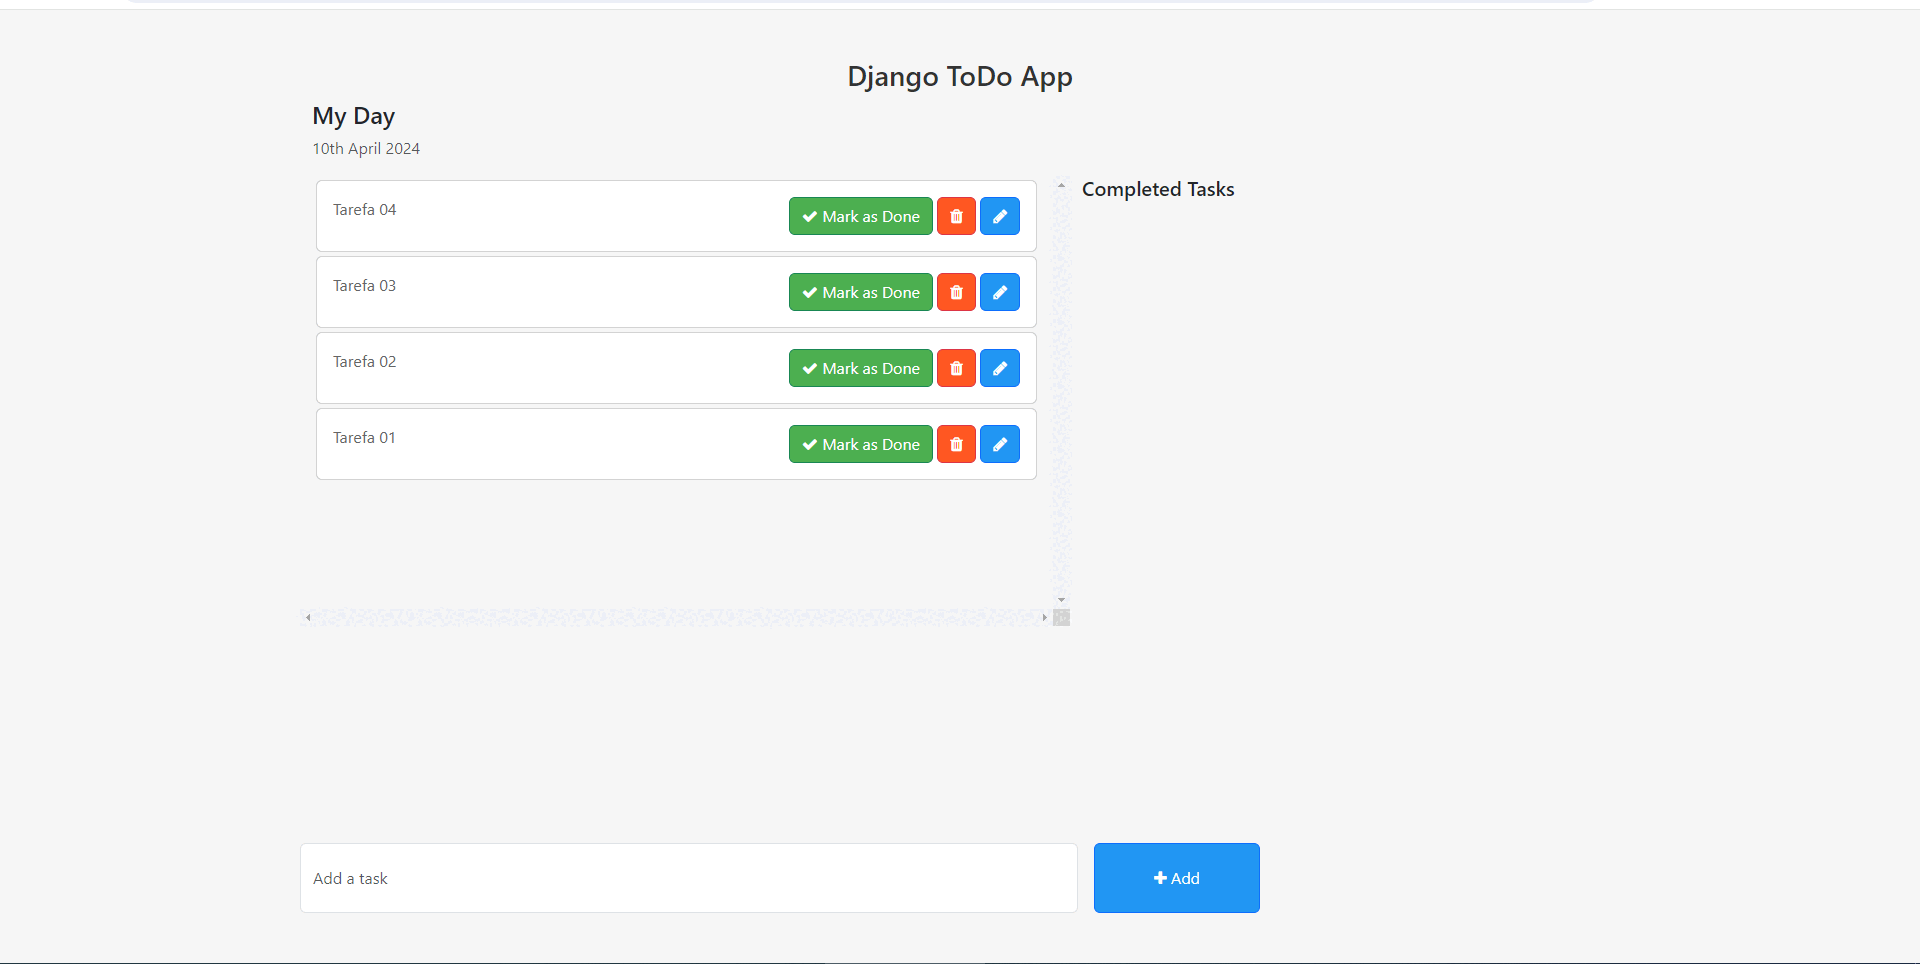 Django ToDo App
My Day
10th April 2024
Tarefa 04
Mark as Done
Tarefa 03
Mark as Done
Tarefa 02
Mark as Done
Tarefa 01
Mark as Done
Completed Tasks
Add a task
Add